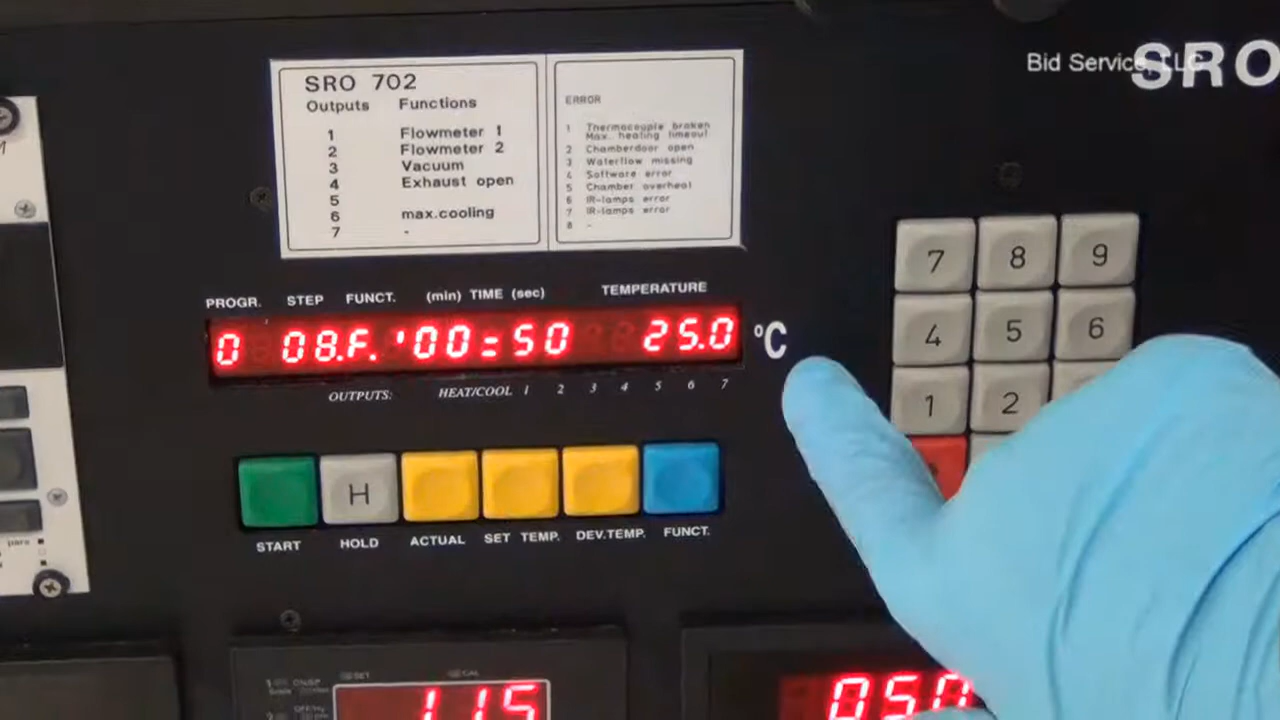 Bid Service, LLC
SRO
SRO 702
Outputs Functions
1 Flowmeter 1
2 Flowmeter 2
3 Vacuum
4 Exhaust open
5
6 max.cooling
7 -
ERROR
1 Thermocouple broken
Max. heating timeout
2 Chamberdoor open
3 Waterflow missing
4 Software error
5 Chamber overheat
6 IR-lamps error
7 IR-lamps error
8 -
PROGR. STEP FUNCT. (min) TIME (sec) TEMPERATURE
0 08.F. '00:50 25.0 °C
OUTPUTS: HEAT/COOL 1 2 3 4 5 6 7
7 8 9
4 5 6
1 2
H
START HOLD ACTUAL SET TEMP. DEV.TEMP. FUNCT.
115
050